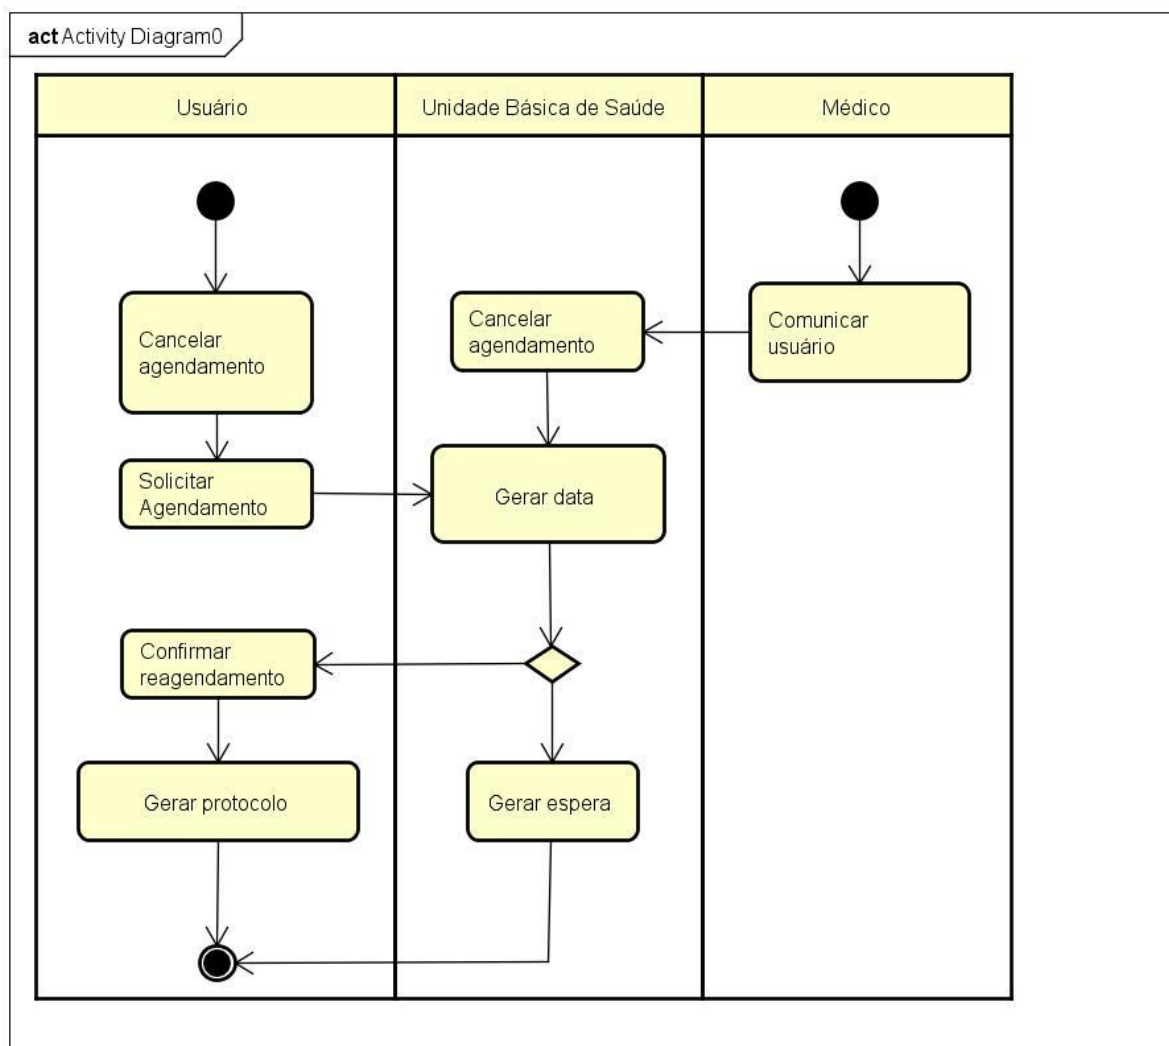 act Activity Diagram0
Usuário
Unidade Básica de Saúde
Médico
Cancelar
agendamento
Cancelar
agendamento
Comunicar
usuário
Solicitar
Agendamento
Gerar data
Confirmar
reagendamento
Gerar protocolo
Gerar espera